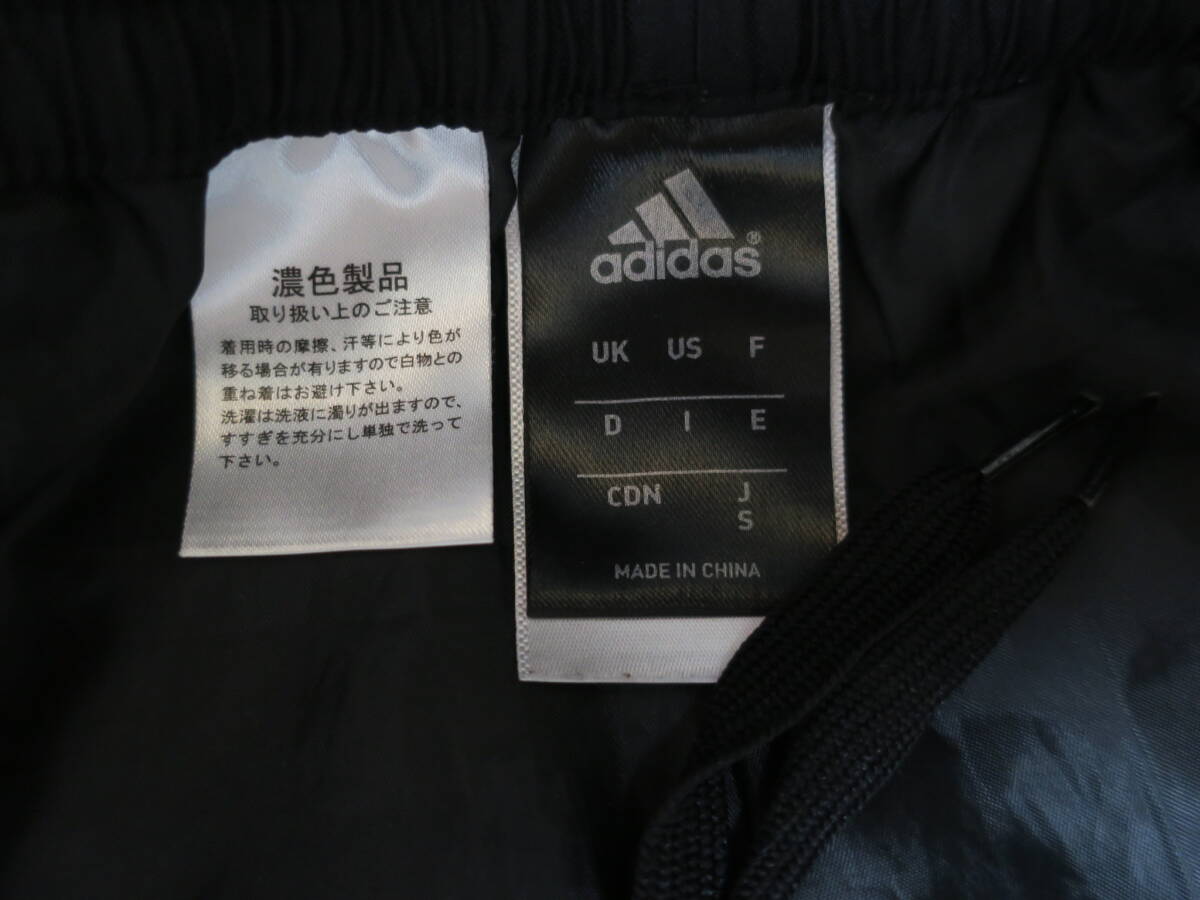 濃色製品
取り扱い上のご注意
着用時の摩擦、汗等により色が
移る場合が有りますので白物との
重ね着はお避け下さい。
洗濯は洗液に濁りが出ますので、
すすぎを充分にし単独で洗って
下さい。
adidas®
UK US F
D I E
CDN J
S
MADE IN CHINA